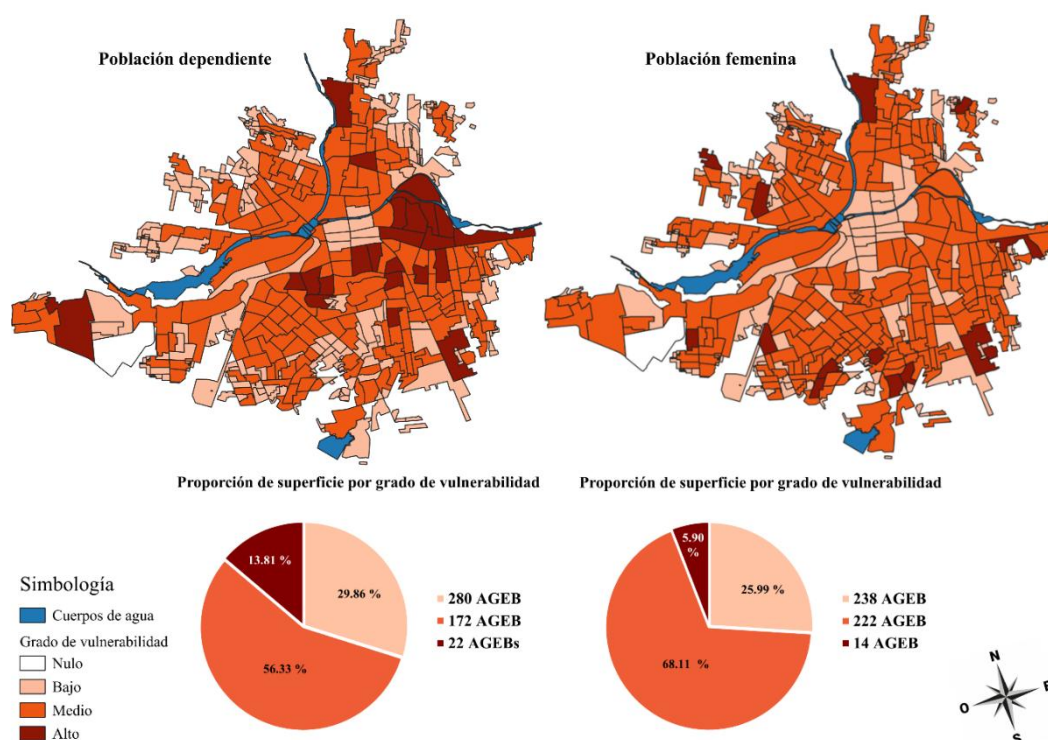 Población dependiente
Población femenina
Proporción de superficie por grado de vulnerabilidad
Proporción de superficie por grado de vulnerabilidad
13.81 %
29.86 %
56.33 %
280 AGEB
172 AGEB
22 AGEBs
5.90
%
25.99 %
68.11 %
238 AGEB
222 AGEB
14 AGEB
Simbología
Cuerpos de agua
Grado de vulnerabilidad
Nulo
Bajo
Medio
Alto
N
E
O
S